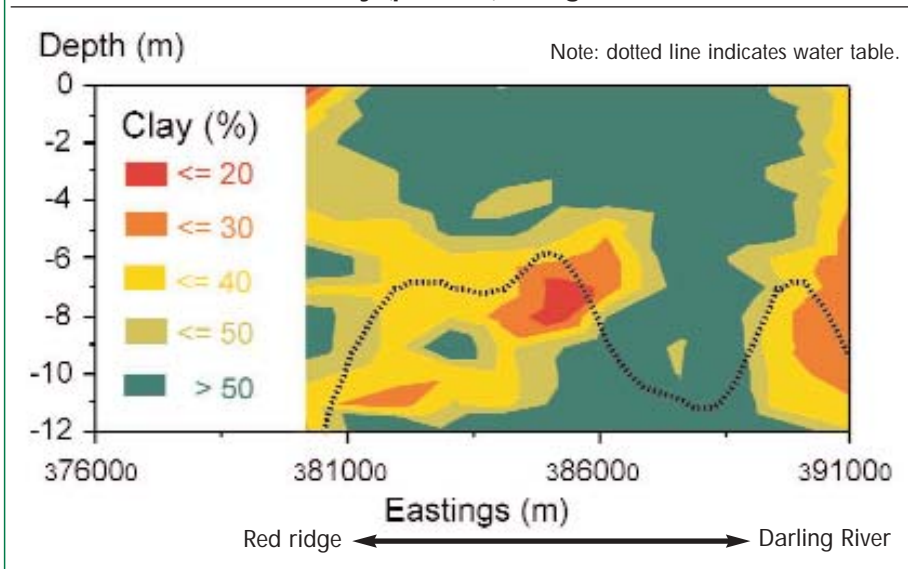 Depth (m)
Note: dotted line indicates water table.
0
-2
-4
-6
-8
-10
-12
Clay (%)
<= 20
<= 30
<= 40
<= 50
> 50
376000
381000
386000
391000
Eastings (m)
Red ridge
Darling River